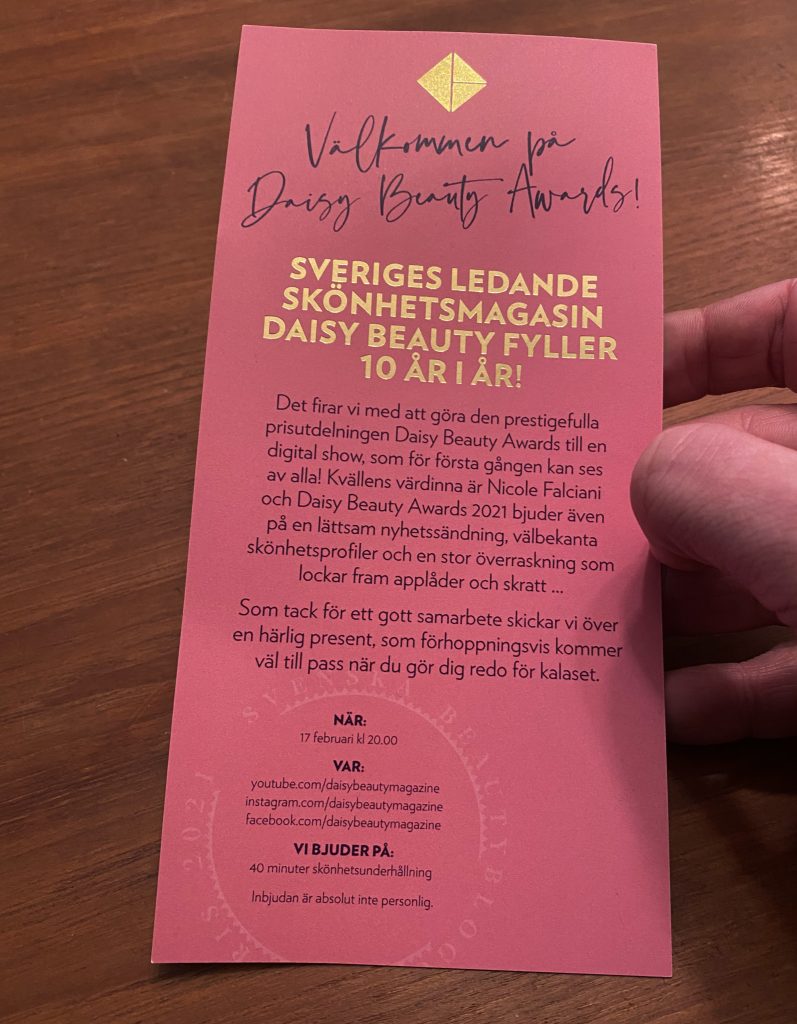 Välkommen på
Daisy Beauty Awards!
SVERIGES LEDANDE
SKÖNHETSMAGASIN
DAISY BEAUTY FYLLER
10 ÅR I ÅR!
Det firar vi med att göra den prestigefulla
prisutdelningen Daisy Beauty Awards till en
digital show, som för första gången kan ses
av alla! Kvällens värdinna är Nicole Falciani
och Daisy Beauty Awards 2021 bjuder även
på en lättsam nyhetssändning, välbekanta
skönhetsprofiler och en stor överraskning som
lockar fram applåder och skratt ...
Som tack för ett gott samarbete skickar vi över
en härlig present, som förhoppningsvis kommer
väl till pass när du gör dig redo för kalaset.
NÄR:
17 februari kl 20.00
VAR:
youtube.com/daisybeautymagazine
instagram.com/daisybeautymagazine
facebook.com/daisybeautymagazine
VI BJUDER PÅ:
40 minuter skönhetsunderhållning
Inbjudan är absolut inte personlig.
SVENSKA BEAUTYBLOGG
2021